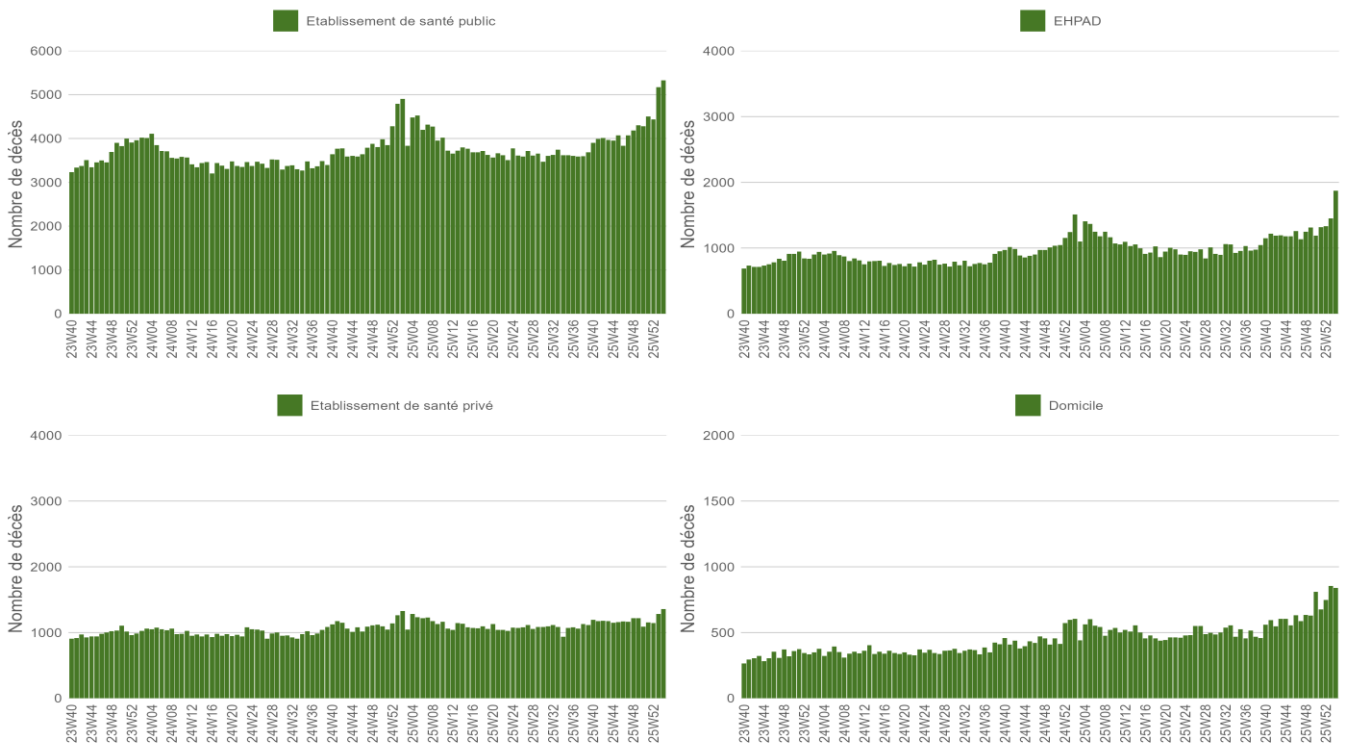 Etablissement de santé public
Nombre de décès
6000
5000
4000
3000
2000
1000
0
23W40 23W44 23W48 23W52 24W04 24W08 24W12 24W16 24W20 24W24 24W28 24W32 24W36 24W40 24W44 24W48 24W52 25W04 25W08 25W12 25W16 25W20 25W24 25W28 25W32 25W36 25W40 25W44 25W48 25W52
EHPAD
Nombre de décès
4000
3000
2000
1000
0
23W40 23W44 23W48 23W52 24W04 24W08 24W12 24W16 24W20 24W24 24W28 24W32 24W36 24W40 24W44 24W48 24W52 25W04 25W08 25W12 25W16 25W20 25W24 25W28 25W32 25W36 25W40 25W44 25W48 25W52
Etablissement de santé privé
Nombre de décès
4000
3000
2000
1000
0
23W40 23W44 23W48 23W52 24W04 24W08 24W12 24W16 24W20 24W24 24W28 24W32 24W36 24W40 24W44 24W48 24W52 25W04 25W08 25W12 25W16 25W20 25W24 25W28 25W32 25W36 25W40 25W44 25W48 25W52
Domicile
Nombre de décès
2000
1500
1000
500
0
23W40 23W44 23W48 23W52 24W04 24W08 24W12 24W16 24W20 24W24 24W28 24W32 24W36 24W40 24W44 24W48 24W52 25W04 25W08 25W12 25W16 25W20 25W24 25W28 25W32 25W36 25W40 25W44 25W48 25W52